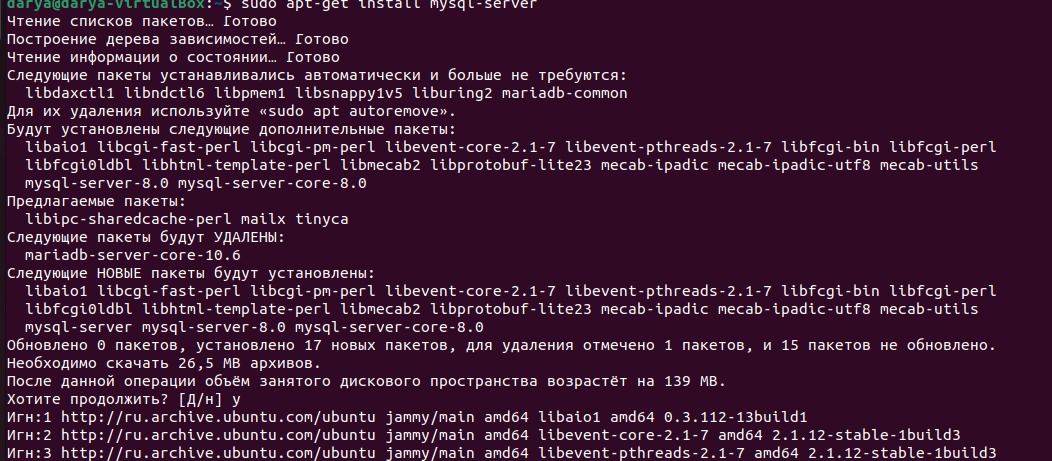 darya@darya-VirtualBox:~$ sudo apt-get install mysql-server
Чтение списков пакетов… Готово
Построение дерева зависимостей… Готово
Чтение информации о состоянии… Готово
Следующие пакеты устанавливались автоматически и больше не требуются:
  libdaxctl1 libndctl6 libpmem1 libsnappy1v5 liburing2 mariadb-common
Для их удаления используйте «sudo apt autoremove».
Будут установлены следующие дополнительные пакеты:
  libaio1 libcgi-fast-perl libcgi-pm-perl libevent-core-2.1-7 libevent-pthreads-2.1-7 libfcgi-bin libfcgi-perl
  libfcgi0ldbl libhtml-template-perl libmecab2 libprotobuf-lite23 mecab-ipadic mecab-ipadic-utf8 mecab-utils
  mysql-server-8.0 mysql-server-core-8.0
Предлагаемые пакеты:
  libipc-sharedcache-perl mailx tinyca
Следующие пакеты будут УДАЛЕНЫ:
  mariadb-server-core-10.6
Следующие НОВЫЕ пакеты будут установлены:
  libaio1 libcgi-fast-perl libcgi-pm-perl libevent-core-2.1-7 libevent-pthreads-2.1-7 libfcgi-bin libfcgi-perl
  libfcgi0ldbl libhtml-template-perl libmecab2 libprotobuf-lite23 mecab-ipadic mecab-ipadic-utf8 mecab-utils
  mysql-server mysql-server-8.0 mysql-server-core-8.0
Обновлено 0 пакетов, установлено 17 новых пакетов, для удаления отмечено 1 пакетов, и 15 пакетов не обновлено.
Необходимо скачать 26,5 MB архивов.
После данной операции объём занятого дискового пространства возрастёт на 139 MB.
Хотите продолжить? [Д/н] y
Игн:1 http://ru.archive.ubuntu.com/ubuntu jammy/main amd64 libaio1 amd64 0.3.112-13build1
Игн:2 http://ru.archive.ubuntu.com/ubuntu jammy/main amd64 libevent-core-2.1-7 amd64 2.1.12-stable-1build3
Игн:3 http://ru.archive.ubuntu.com/ubuntu jammy/main amd64 libevent-pthreads-2.1-7 amd64 2.1.12-stable-1build3